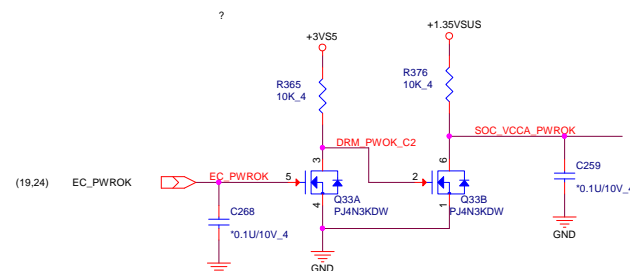 ?
+3VS5
+1.35VSUS
R365
10K_4
R376
10K_4
DRM_PWOK_C2
SOC_VCCA_PWROK
(19,24)
EC_PWROK
EC_PWROK
5
3
4
2
6
1
Q33A
PJ4N3KDW
Q33B
PJ4N3KDW
C268
*0.1U/10V_4
C259
*0.1U/10V_4
GND
GND
GND